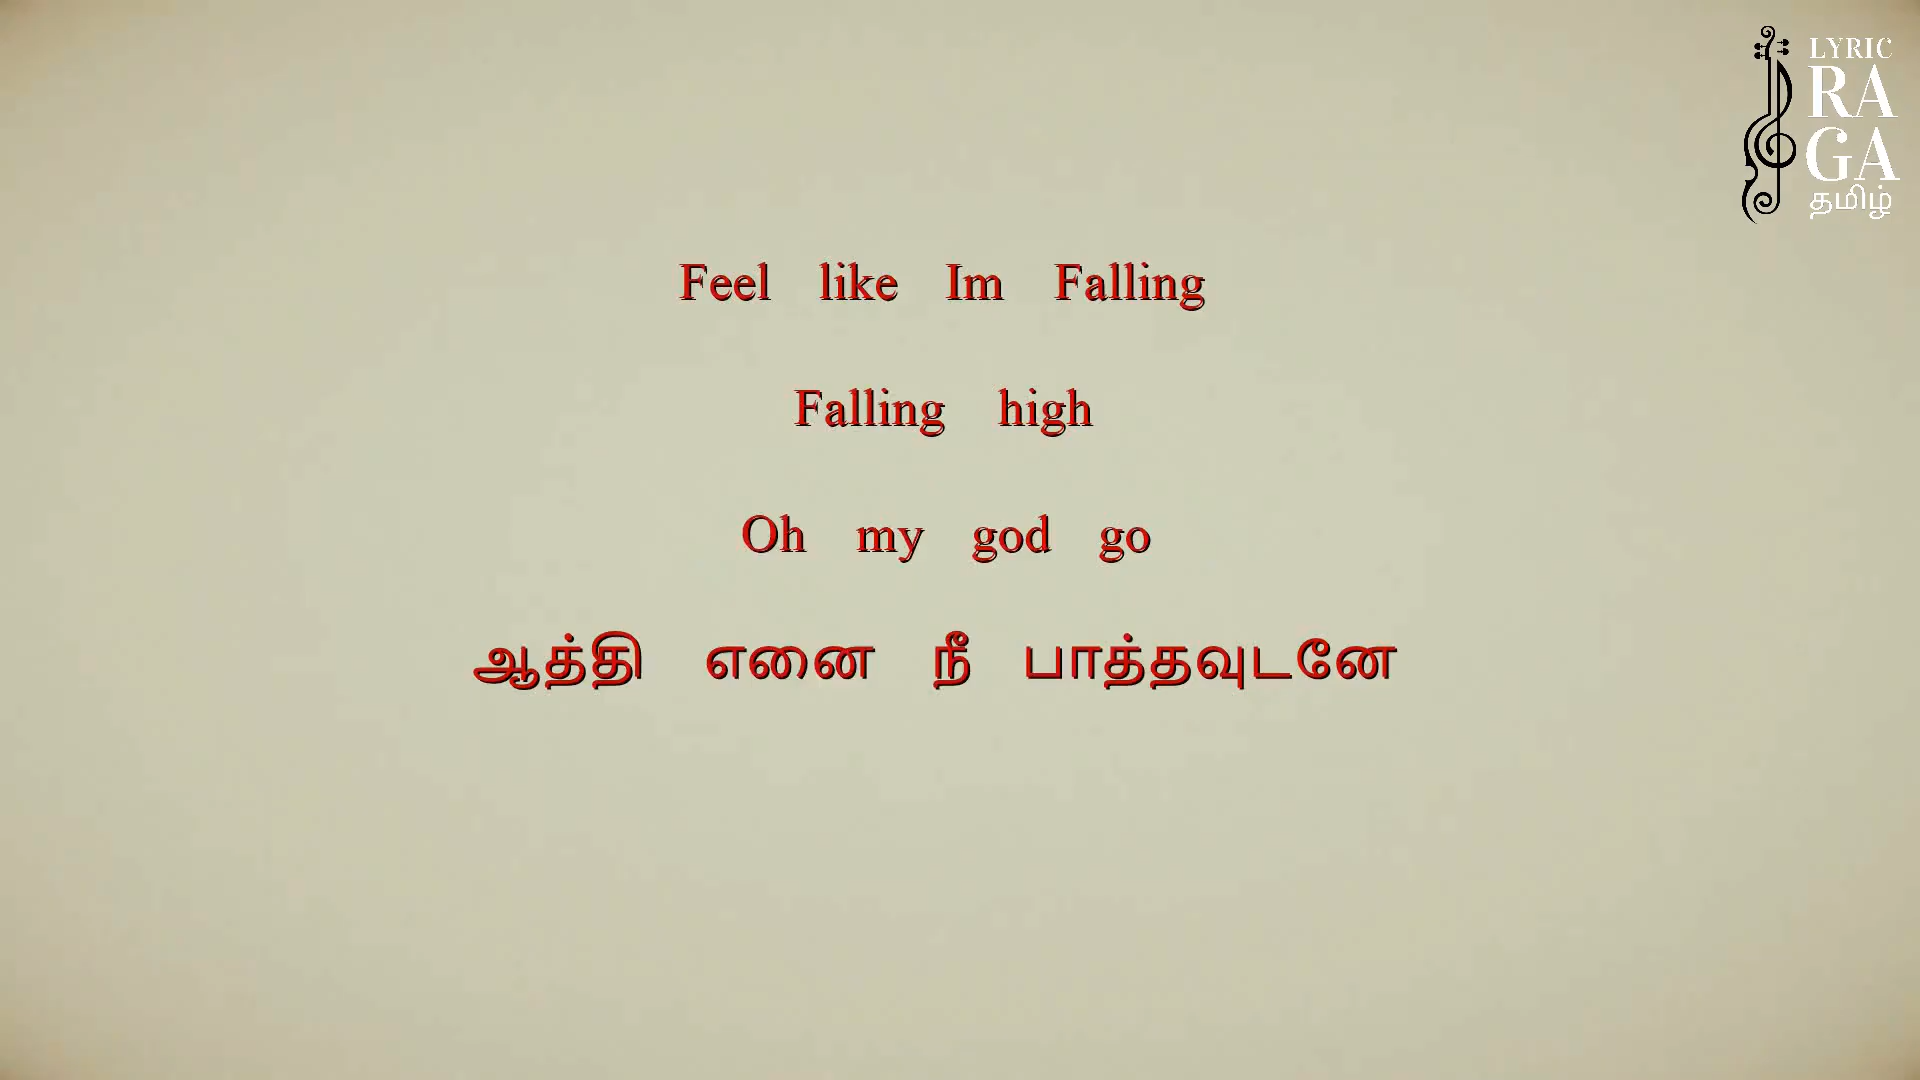 LYRIC
RA
GA
தமிழ்
Feel like Im Falling
Falling high
Oh my god go
ஆத்தி எனை நீ பாத்தவுடனே